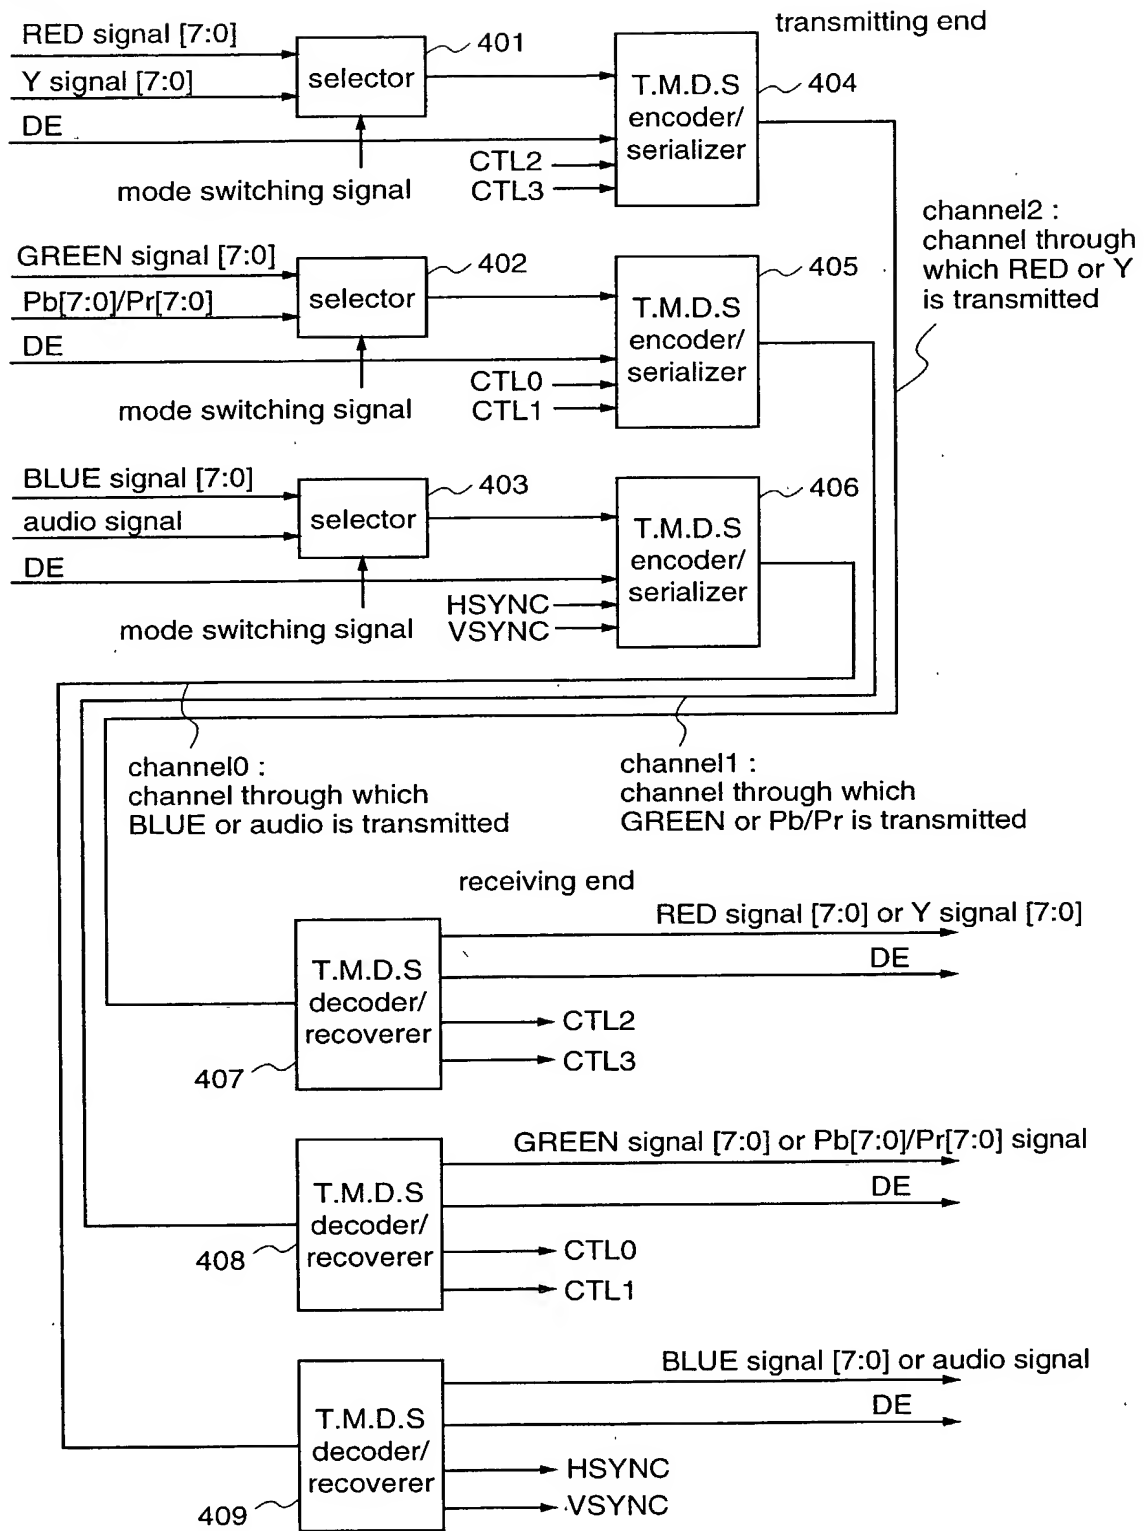 transmitting end
RED signal [7:0]
Y signal [7:0]
DE
selector
401
mode switching signal
CTL2
CTL3
T.M.D.S
encoder/
serializer
404
channel2 :
channel through
which RED or Y
is transmitted
GREEN signal [7:0]
Pb[7:0]/Pr[7:0]
DE
selector
402
mode switching signal
CTL0
CTL1
T.M.D.S
encoder/
serializer
405
BLUE signal [7:0]
audio signal
DE
selector
403
mode switching signal
HSYNC
VSYNC
T.M.D.S
encoder/
serializer
406
channel0 :
channel through which
BLUE or audio is transmitted
channel1 :
channel through which
GREEN or Pb/Pr is transmitted
receiving end
T.M.D.S
decoder/
recoverer
407
RED signal [7:0] or Y signal [7:0]
DE
CTL2
CTL3
T.M.D.S
decoder/
recoverer
408
GREEN signal [7:0] or Pb[7:0]/Pr[7:0] signal
DE
CTL0
CTL1
T.M.D.S
decoder/
recoverer
409
BLUE signal [7:0] or audio signal
DE
HSYNC
VSYNC